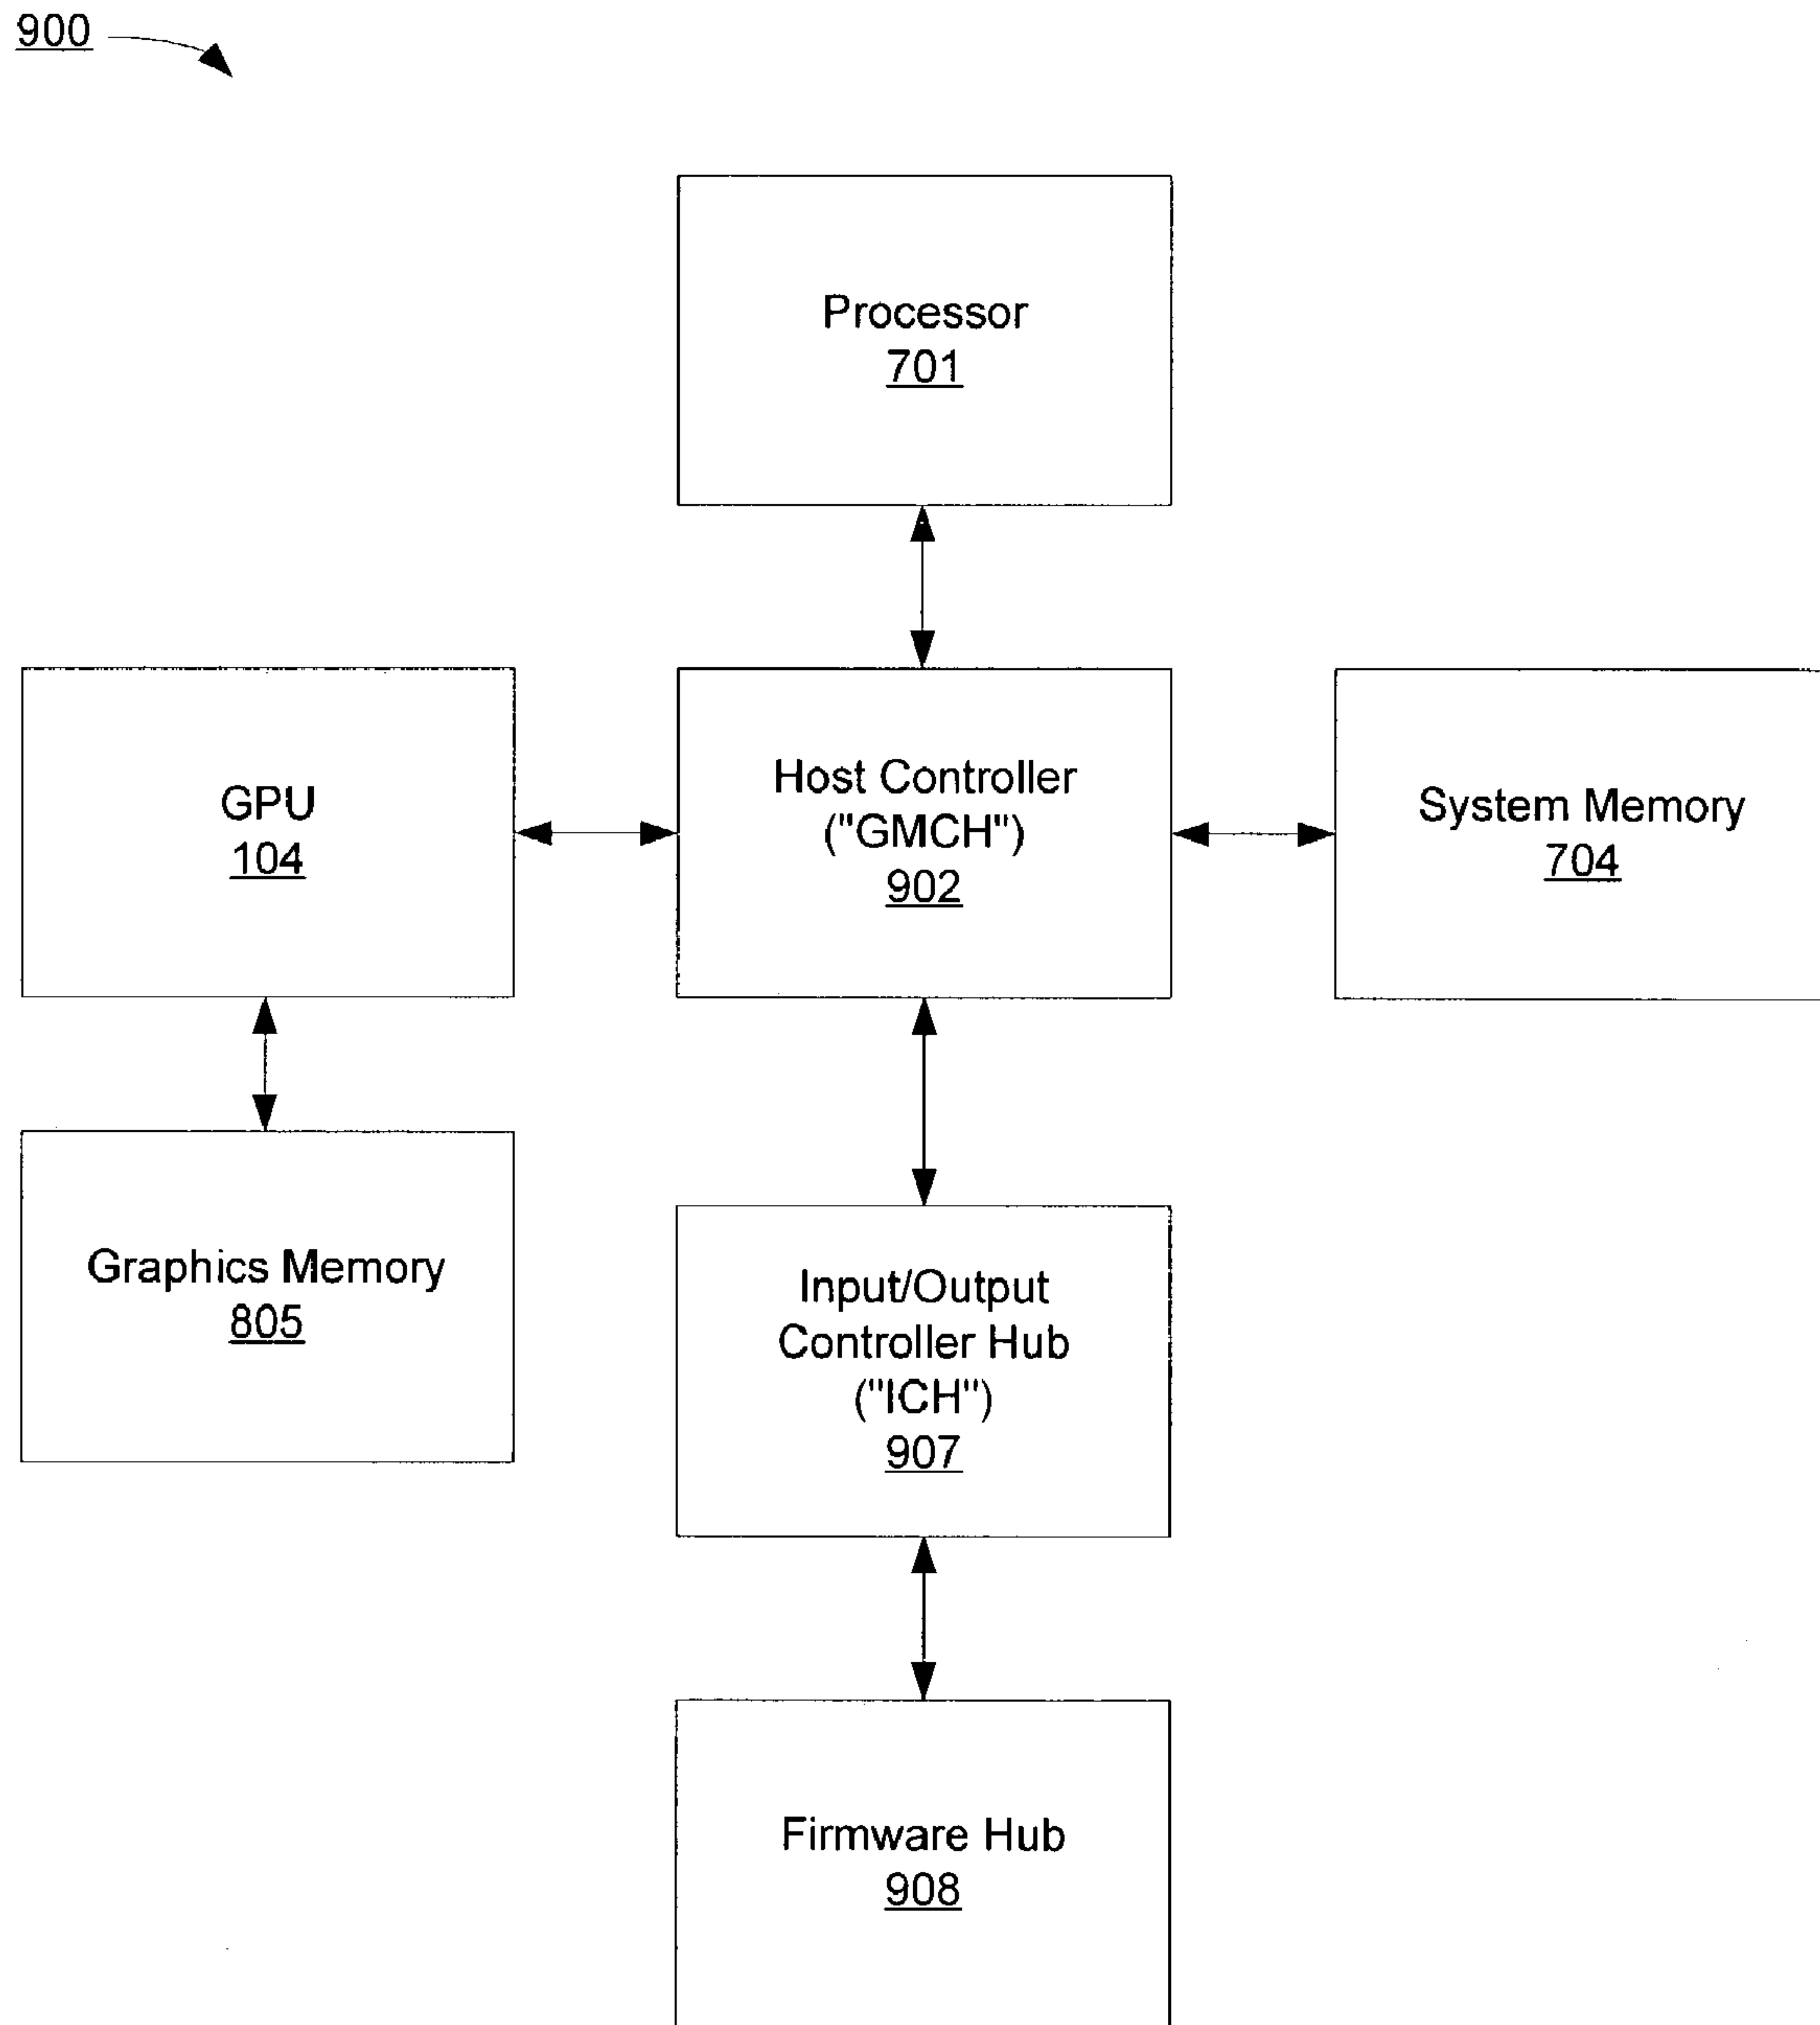 900
Processor
701
GPU
104
Host Controller
("GMCH")
902
System Memory
704
Graphics Memory
805
Input/Output
Controller Hub
("ICH")
907
Firmware Hub
908